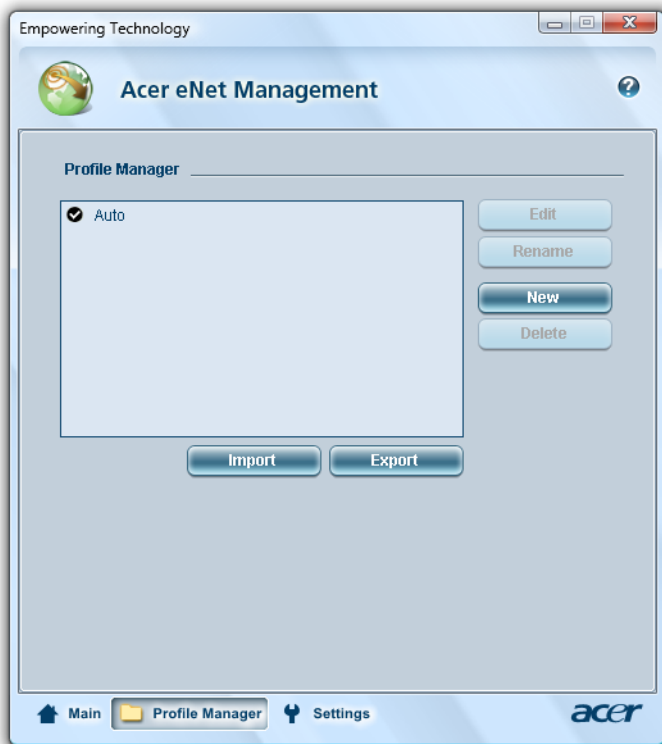 Empowering Technology
Acer eNet Management
?
Profile Manager
Auto
Edit
Rename
New
Delete
Import Export
Main Profile Manager Settings acer